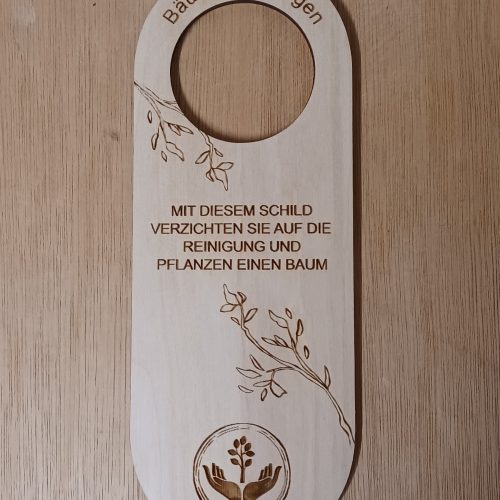 MIT DIESEM SCHILD
VERZICHTEN SIE AUF DIE
REINIGUNG UND
PFLANZEN EINEN BAUM